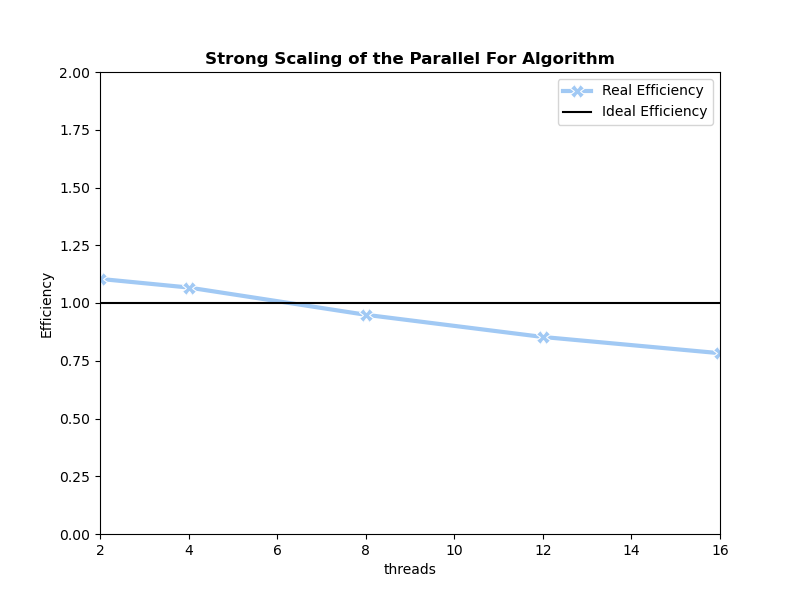 Strong Scaling of the Parallel For Algorithm
Real Efficiency
Ideal Efficiency
2.00
1.75
1.50
1.25
1.00
0.75
0.50
0.25
0.00
Efficiency
2 4 6 8 10 12 14 16
threads